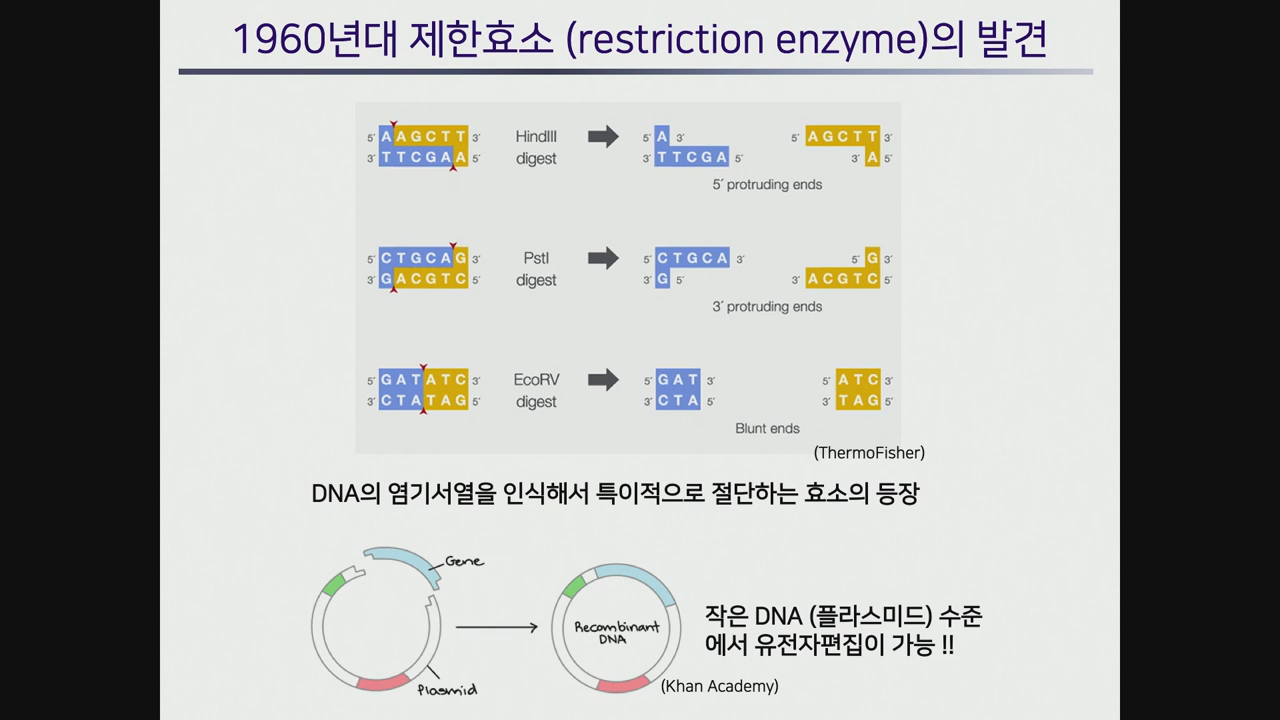 1960년대 제한효소 (restriction enzyme)의 발견
5′ A A G C T T 3′ HindIII 5′ A 3′ 5′ A G C T T 3′
3′ T T C G A A 5′ digest 3′ T T C G A 5′ 3′ A 5′
5′ protruding ends
5′ C T G C A G 3′ PstI 5′ C T G C A 3′ 5′ G 3′
3′ G A C G T C 5′ digest 3′ G 5′ 3′ A C G T C 5′
3′ protruding ends
5′ G A T A T C 3′ EcoRV 5′ G A T 3′ 5′ A T C 3′
3′ C T A T A G 5′ digest 3′ C T A 5′ 3′ T A G 5′
Blunt ends
(ThermoFisher)
DNA의 염기서열을 인식해서 특이적으로 절단하는 효소의 등장
Gene
Recombinant
DNA
Plasmid
작은 DNA (플라스미드) 수준
에서 유전자편집이 가능 !!
(Khan Academy)